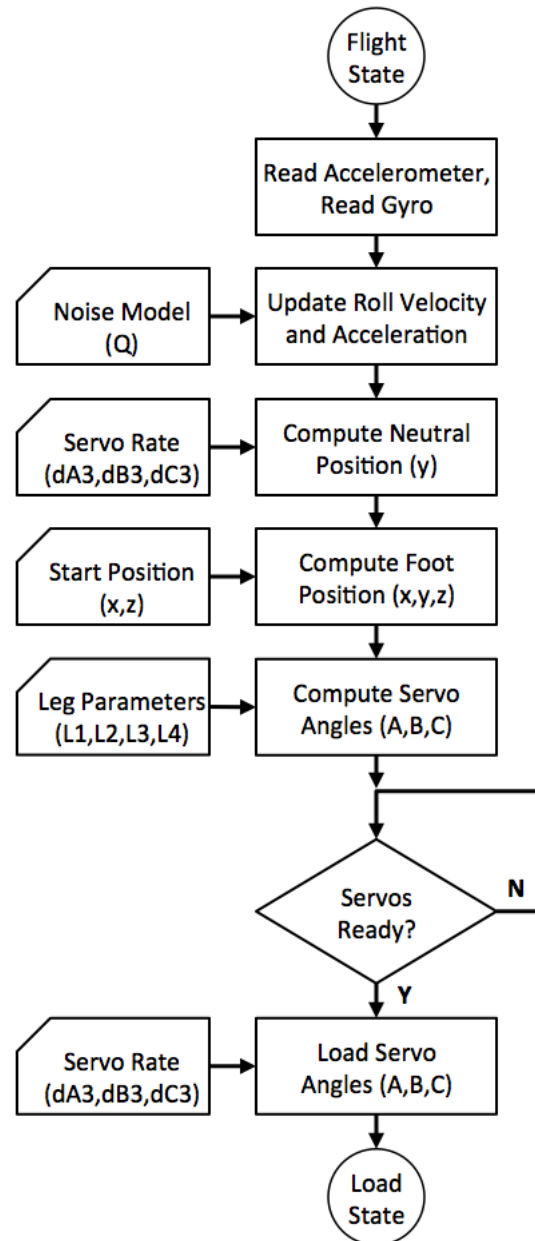 Flight
State
Read Accelerometer,
Read Gyro
Noise Model
(Q)
Update Roll Velocity
and Acceleration
Servo Rate
(dA3,dB3,dC3)
Compute Neutral
Position (y)
Start Position
(x,z)
Compute Foot
Position (x,y,z)
Leg Parameters
(L1,L2,L3,L4)
Compute Servo
Angles (A,B,C)
Servos
Ready?
N
Y
Servo Rate
(dA3,dB3,dC3)
Load Servo
Angles (A,B,C)
Load
State